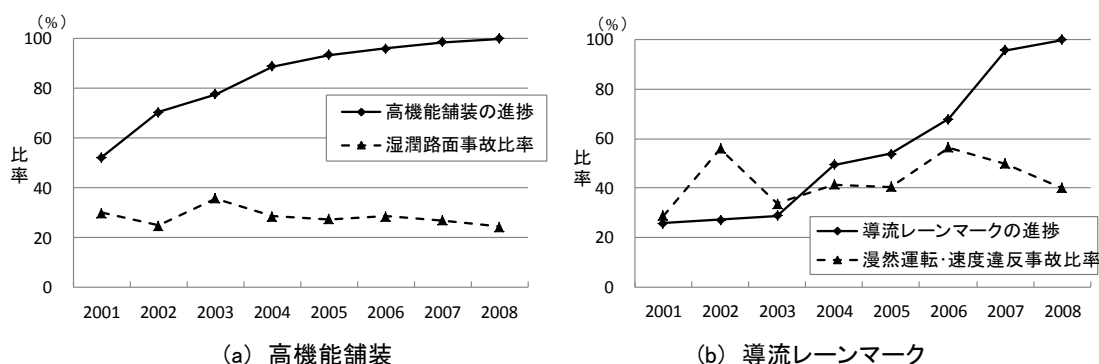 (%)
100
80
60
40
20
0
比率
高機能舗装の進捗
湿潤路面事故比率
2001 2002 2003 2004 2005 2006 2007 2008
(a) 高機能舗装
(%)
100
80
60
40
20
0
比率
導流レーンマークの進捗
漫然運転・速度違反事故比率
2001 2002 2003 2004 2005 2006 2007 2008
(b) 導流レーンマーク